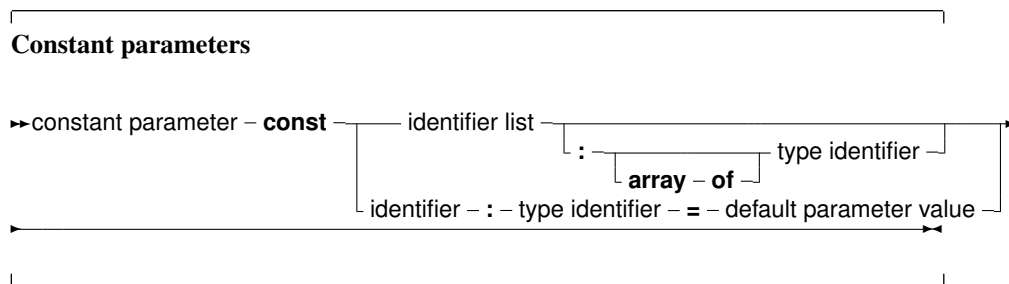 Constant parameters
constant parameter – const – identifier list
: – type identifier
array – of
identifier – : – type identifier – = – default parameter value